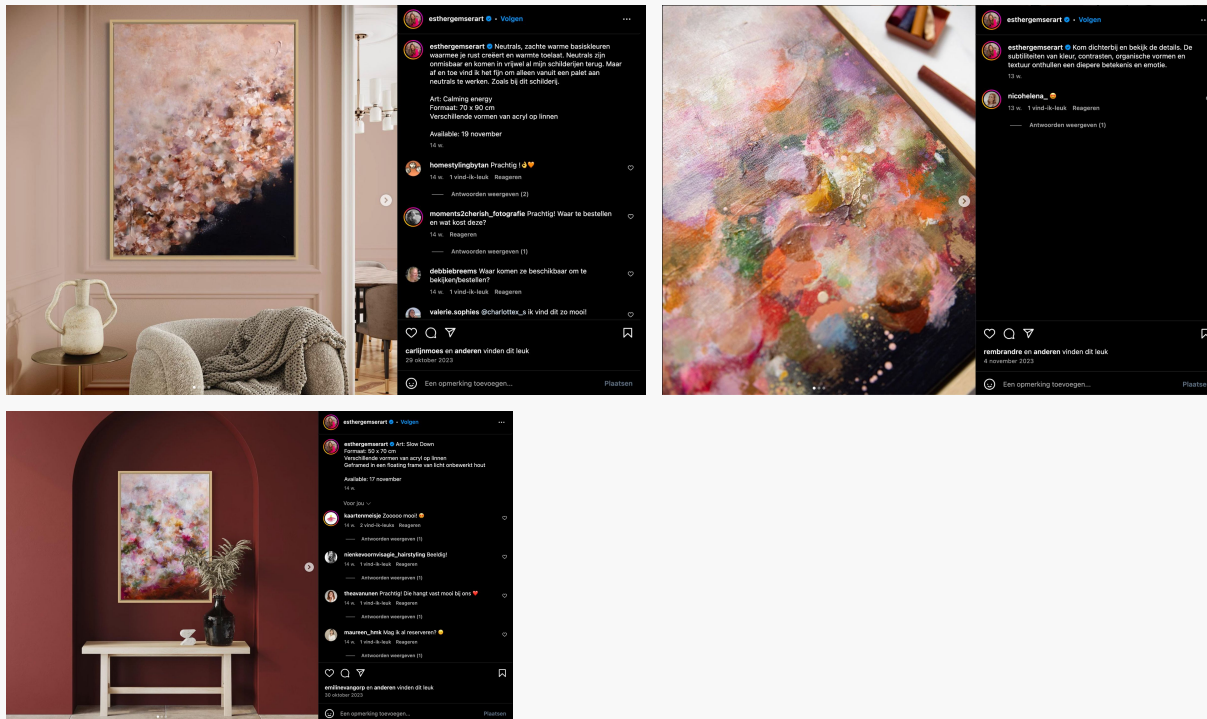 esthergemserart • Volgen
esthergemserart Neutrals, zachte warme basiskleuren
waarmee je rust creëert en warmte toelaat. Neutrals zijn
onmisbaar en komen in vrijwel al mijn schilderijen terug. Maar
af en toe vind ik het fijn om alleen vanuit een palet aan
neutrals te werken. Zoals bij dit schilderij.
Art: Calming energy
Formaat: 70 x 90 cm
Verschillende vormen van acryl op linnen
Available: 19 november
14 w.
homestylingbytan Prachtig ! 👌🧡
14 w. 1 vind-ik-leuk Reageren
Antwoorden weergeven (2)
moments2cherish_fotografie Prachtig! Waar te bestellen
en wat kost deze?
14 w. Reageren
Antwoorden weergeven (1)
debbiebreems Waar komen ze beschikbaar om te
bekijken/bestellen?
14 w. 1 vind-ik-leuk Reageren
valerie.sophies @charlottex_s ik vind dit zo mooi!
carlijnmoes en anderen vinden dit leuk
29 oktober 2023
Een opmerking toevoegen...
Plaatsen
esthergemserart • Volgen
esthergemserart Kom dichterbij en bekijk de details. De
subtiliteiten van kleur, contrasten, organische vormen en
textuur onthullen een diepere betekenis en emotie.
13 w.
nicohelena_ 😍
13 w. 1 vind-ik-leuk Reageren
Antwoorden weergeven (1)
rembrandre en anderen vinden dit leuk
4 november 2023
Een opmerking toevoegen...
esthergemserart • Volgen
esthergemserart Art: Slow Down
Formaat: 50 x 70 cm
Verschillende vormen van acryl op linnen
Geframed in een floating frame van licht onbewerkt hout
Available: 17 november
14 w.
Voor jou
kaartenmeisje Zooooo mooi! 😍
14 w. 2 vind-ik-leuks Reageren
Antwoorden weergeven (1)
nienkevoornvisagie_hairstyling Beeldig!
14 w. 1 vind-ik-leuk Reageren
Antwoorden weergeven (1)
theavanunen Prachtig! Die hangt vast mooi bij ons ❤️
14 w. 1 vind-ik-leuk Reageren
Antwoorden weergeven (1)
maureen_hmk Mag ik al reserveren?
14 w. 1 vind-ik-leuk Reageren
Antwoorden weergeven (1)
emilinevangorp en anderen vinden dit leuk
30 oktober 2023
Een opmerking toevoegen...
Plaatsen